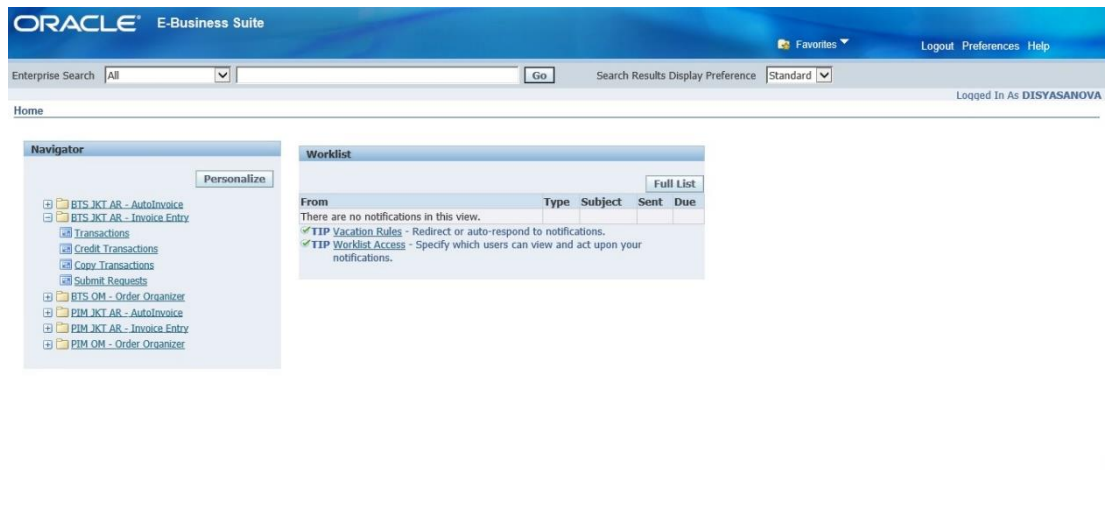 ORACLE® E-Business Suite
Favorites
Logout Preferences Help
Enterprise Search All Go Search Results Display Preference Standard
Logged In As DISYASANOVA
Home
Navigator
Personalize
BTS JKT AR - AutoInvoice
BTS JKT AR - Invoice Entry
Transactions
Credit Transactions
Copy Transactions
Submit Requests
BTS OM - Order Organizer
PIM JKT AR - AutoInvoice
PIM JKT AR - Invoice Entry
PIM OM - Order Organizer
Worklist
Full List
From Type Subject Sent Due
There are no notifications in this view.
TIP Vacation Rules - Redirect or auto-respond to notifications.
TIP Worklist Access - Specify which users can view and act upon your
notifications.